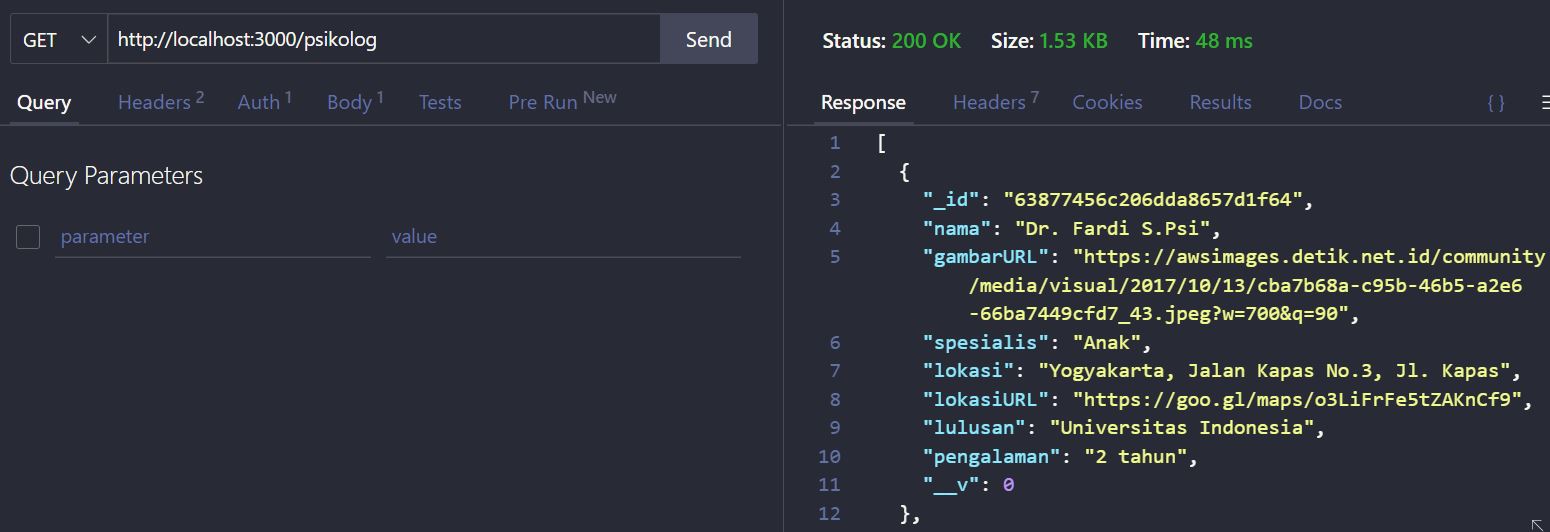 GET http://localhost:3000/psikolog Send
Query Headers 2 Auth 1 Body 1 Tests Pre Run New
Query Parameters
parameter value
Status: 200 OK Size: 1.53 KB Time: 48 ms
Response Headers 7 Cookies Results Docs { }
1 [
2 {
3 "_id": "63877456c206dda8657d1f64",
4 "nama": "Dr. Fardi S.Psi",
5 "gambarURL": "https://awsimages.detik.net.id/community
/media/visual/2017/10/13/cba7b68a-c95b-46b5-a2e6
-66ba7449cfd7_43.jpeg?w=700&q=90",
6 "spesialis": "Anak",
7 "lokasi": "Yogyakarta, Jalan Kapas No.3, Jl. Kapas",
8 "lokasiURL": "https://goo.gl/maps/o3LiFrFe5tZAKnCf9",
9 "lulusan": "Universitas Indonesia",
10 "pengalaman": "2 tahun",
11 "__v": 0
12 },